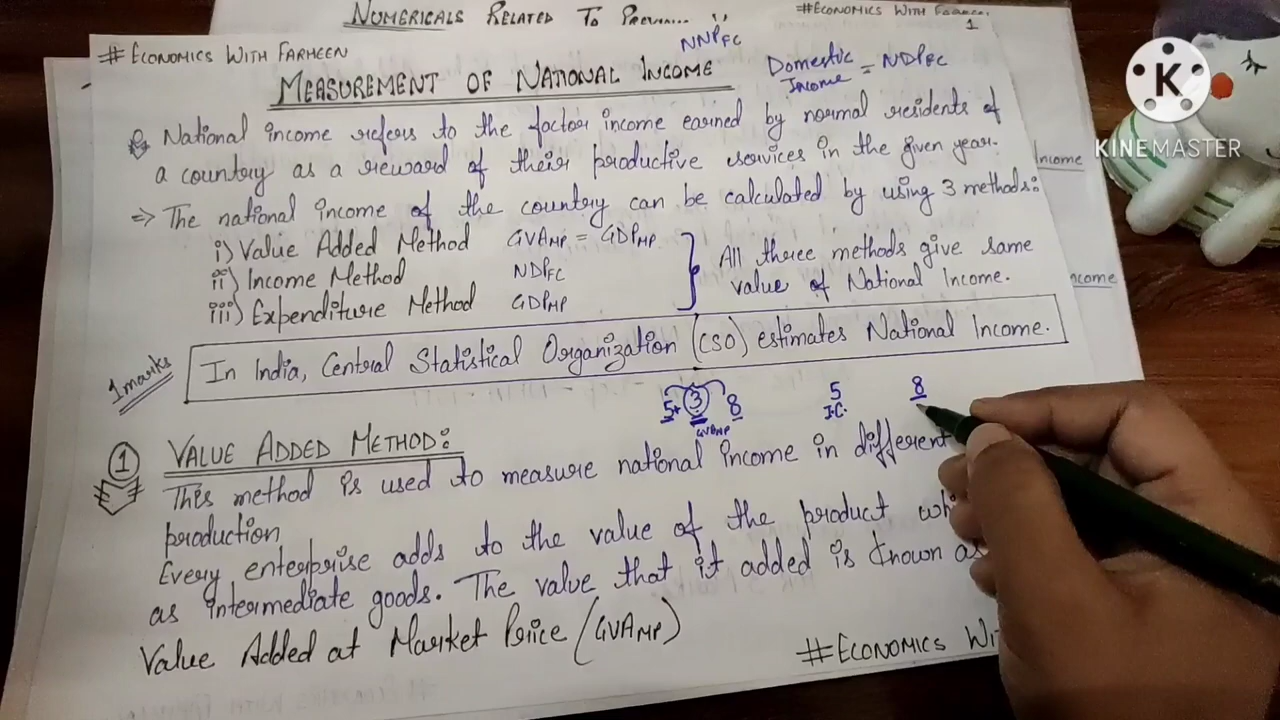 NUMERICALS RELATED TO
#ECONOMICS WITH
1
#ECONOMICS WITH FARHEEN
NNPFC
MEASUREMENT OF NATIONAL INCOME
Domestic Income = NDPFC
National income refers to the factor income earned by normal residents of
a country as a reward of their productive services in the given year.
⇒ The national income of the country can be calculated by using 3 methods:
i) Value Added Method GVAMP = GDPMP
ii) Income Method NDPFC
iii) Expenditure Method GDPMP
All three methods give same
value of National Income.
1marks
In India, Central Statistical Organization (CSO) estimates National Income.
5+ 3 8
GVAMP
5
I.C.
8
1 VALUE ADDED METHOD:
This method is used to measure national income in different
production
Every enterprise adds to the value of the product
as intermediate goods. The value that it added is known as
Value Added at Market Price (GVAMP)
#ECONOMICS
Income
ncome
K
KINEMASTER